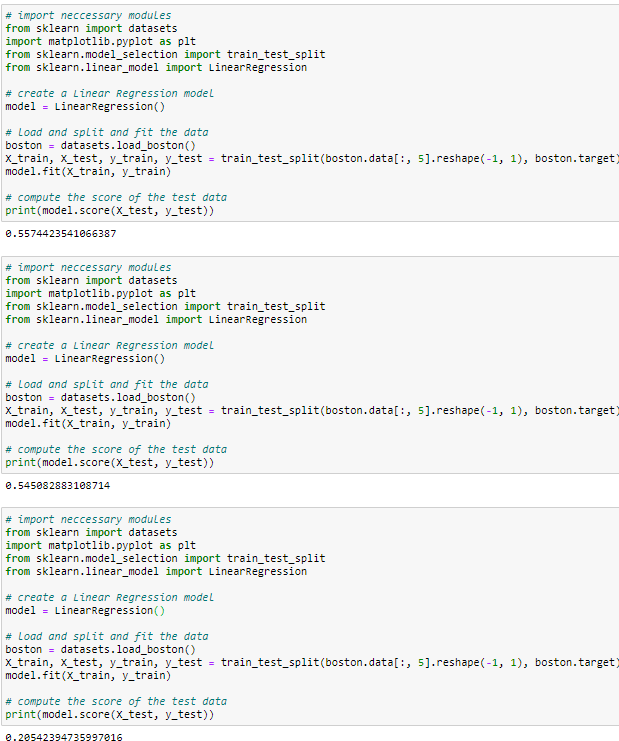 # import neccessary modules
from sklearn import datasets
import matplotlib.pyplot as plt
from sklearn.model_selection import train_test_split
from sklearn.linear_model import LinearRegression
# create a Linear Regression model
model = LinearRegression()
# load and split and fit the data
boston = datasets.load_boston()
X_train, X_test, y_train, y_test = train_test_split(boston.data[:, 5].reshape(-1, 1), boston.target)
model.fit(X_train, y_train)
# compute the score of the test data
print(model.score(X_test, y_test))
0.5574423541066387
# import neccessary modules
from sklearn import datasets
import matplotlib.pyplot as plt
from sklearn.model_selection import train_test_split
from sklearn.linear_model import LinearRegression
# create a Linear Regression model
model = LinearRegression()
# load and split and fit the data
boston = datasets.load_boston()
X_train, X_test, y_train, y_test = train_test_split(boston.data[:, 5].reshape(-1, 1), boston.target)
model.fit(X_train, y_train)
# compute the score of the test data
print(model.score(X_test, y_test))
0.545082883108714
# import neccessary modules
from sklearn import datasets
import matplotlib.pyplot as plt
from sklearn.model_selection import train_test_split
from sklearn.linear_model import LinearRegression
# create a Linear Regression model
model = LinearRegression()
# load and split and fit the data
boston = datasets.load_boston()
X_train, X_test, y_train, y_test = train_test_split(boston.data[:, 5].reshape(-1, 1), boston.target)
model.fit(X_train, y_train)
# compute the score of the test data
print(model.score(X_test, y_test))
0.20542394735997016